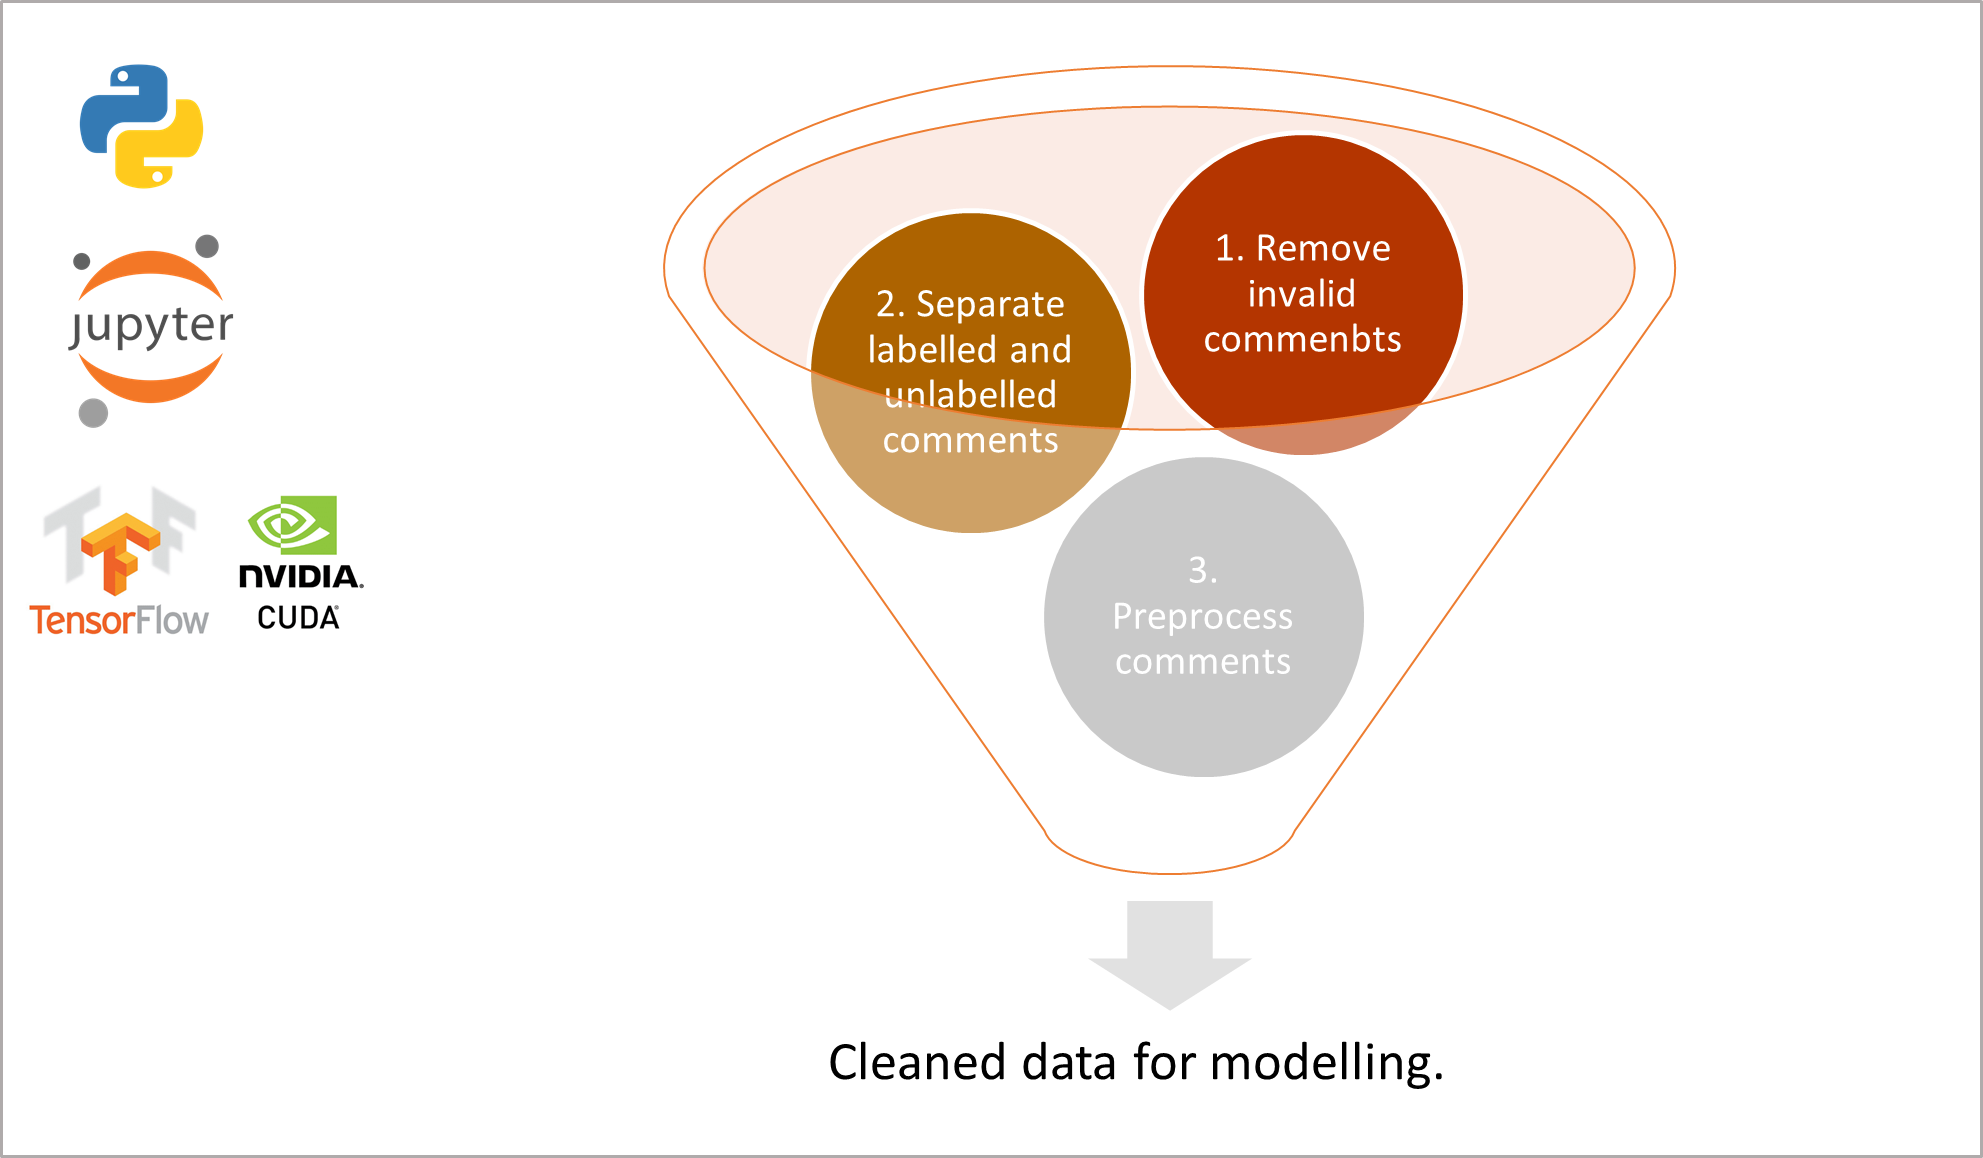 jupyter
TensorFlow
NVIDIA.
CUDA
1. Remove
invalid
commenbts
2. Separate
labelled and
unlabelled
comments
3.
Preprocess
comments
Cleaned data for modelling.